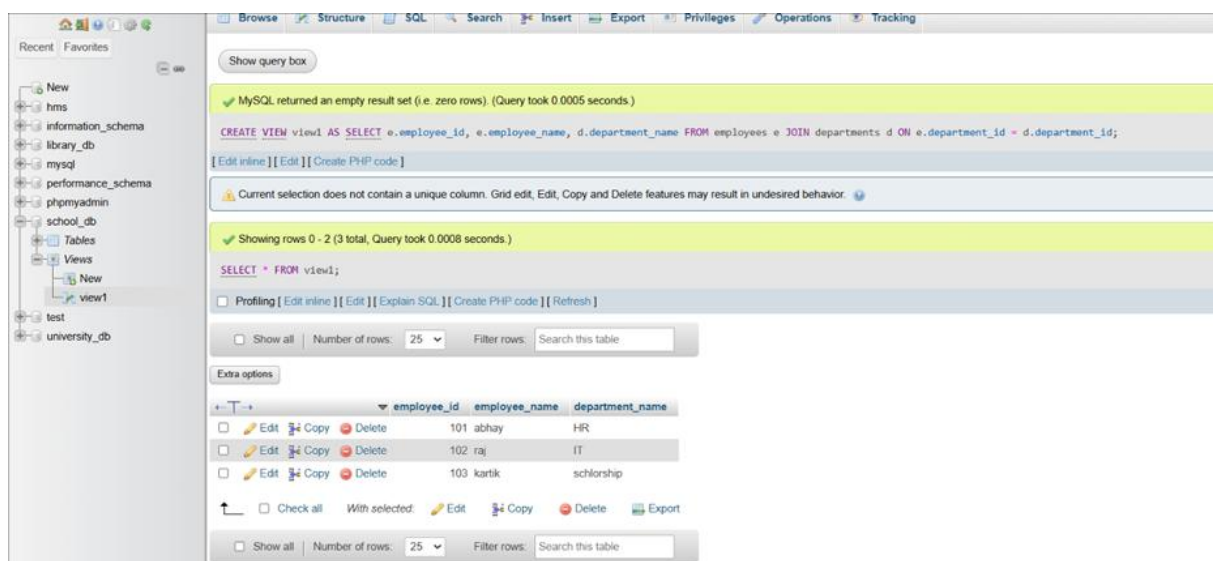 Browse Structure SQL Search Insert Export Privileges Operations Tracking
Recent Favorites
New
hms
information_schema
library_db
mysql
performance_schema
phpmyadmin
school_db
Tables
Views
New
view1
test
university_db
Show query box
MySQL returned an empty result set (i.e. zero rows). (Query took 0.0005 seconds.)
CREATE VIEW view1 AS SELECT e.employee_id, e.employee_name, d.department_name FROM employees e JOIN departments d ON e.department_id = d.department_id;
[ Edit inline ] [ Edit ] [ Create PHP code ]
Current selection does not contain a unique column. Grid edit, Edit, Copy and Delete features may result in undesired behavior.
Showing rows 0 - 2 (3 total, Query took 0.0008 seconds.)
SELECT * FROM view1;
Profiling [ Edit inline ] [ Edit ] [ Explain SQL ] [ Create PHP code ] [ Refresh ]
Show all | Number of rows: 25 Filter rows: Search this table
Extra options
employee_id employee_name department_name
Edit Copy Delete 101 abhay HR
Edit Copy Delete 102 raj IT
Edit Copy Delete 103 kartik schlorship
Check all With selected: Edit Copy Delete Export
Show all | Number of rows: 25 Filter rows: Search this table